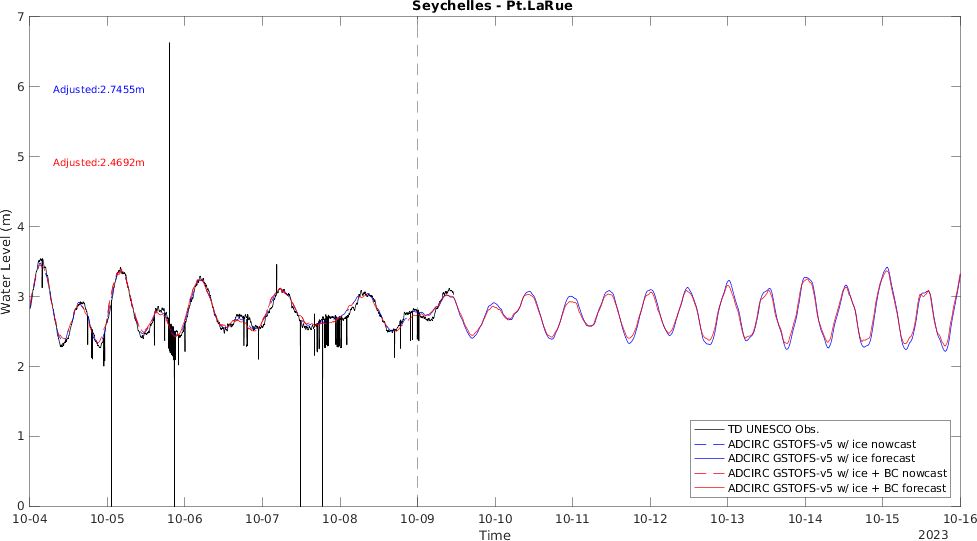 Seychelles - Pt.LaRue
7
6
5
4
3
2
1
0
Water Level (m)
Adjusted:2.7455m
Adjusted:2.4692m
TD UNESCO Obs.
ADCIRC GSTOFS-v5 w/ ice nowcast
ADCIRC GSTOFS-v5 w/ ice forecast
ADCIRC GSTOFS-v5 w/ ice + BC nowcast
ADCIRC GSTOFS-v5 w/ ice + BC forecast
10-04 10-05 10-06 10-07 10-08 10-09 10-10 10-11 10-12 10-13 10-14 10-15 10-16
Time
2023